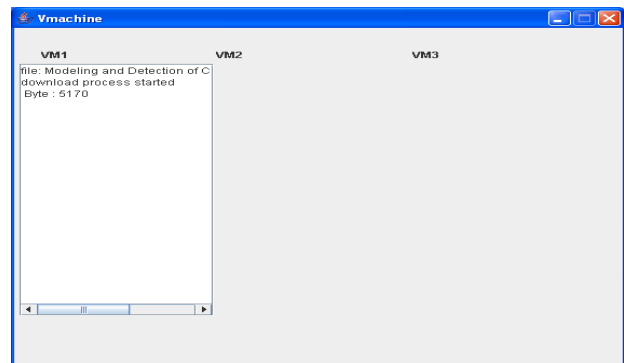 Vmachine
VM1 VM2 VM3
file: Modeling and Detection of C
download process started
Byte : 5170